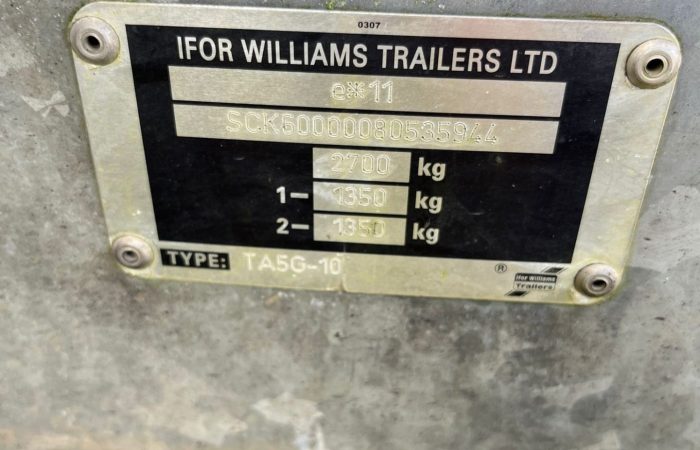 0307
IFOR WILLIAMS TRAILERS LTD
e*11
SCK60000080535944
2700 kg
1- 1350 kg
2- 1350 kg
TYPE: TA5G-10
®
Ifor Williams
Trailers